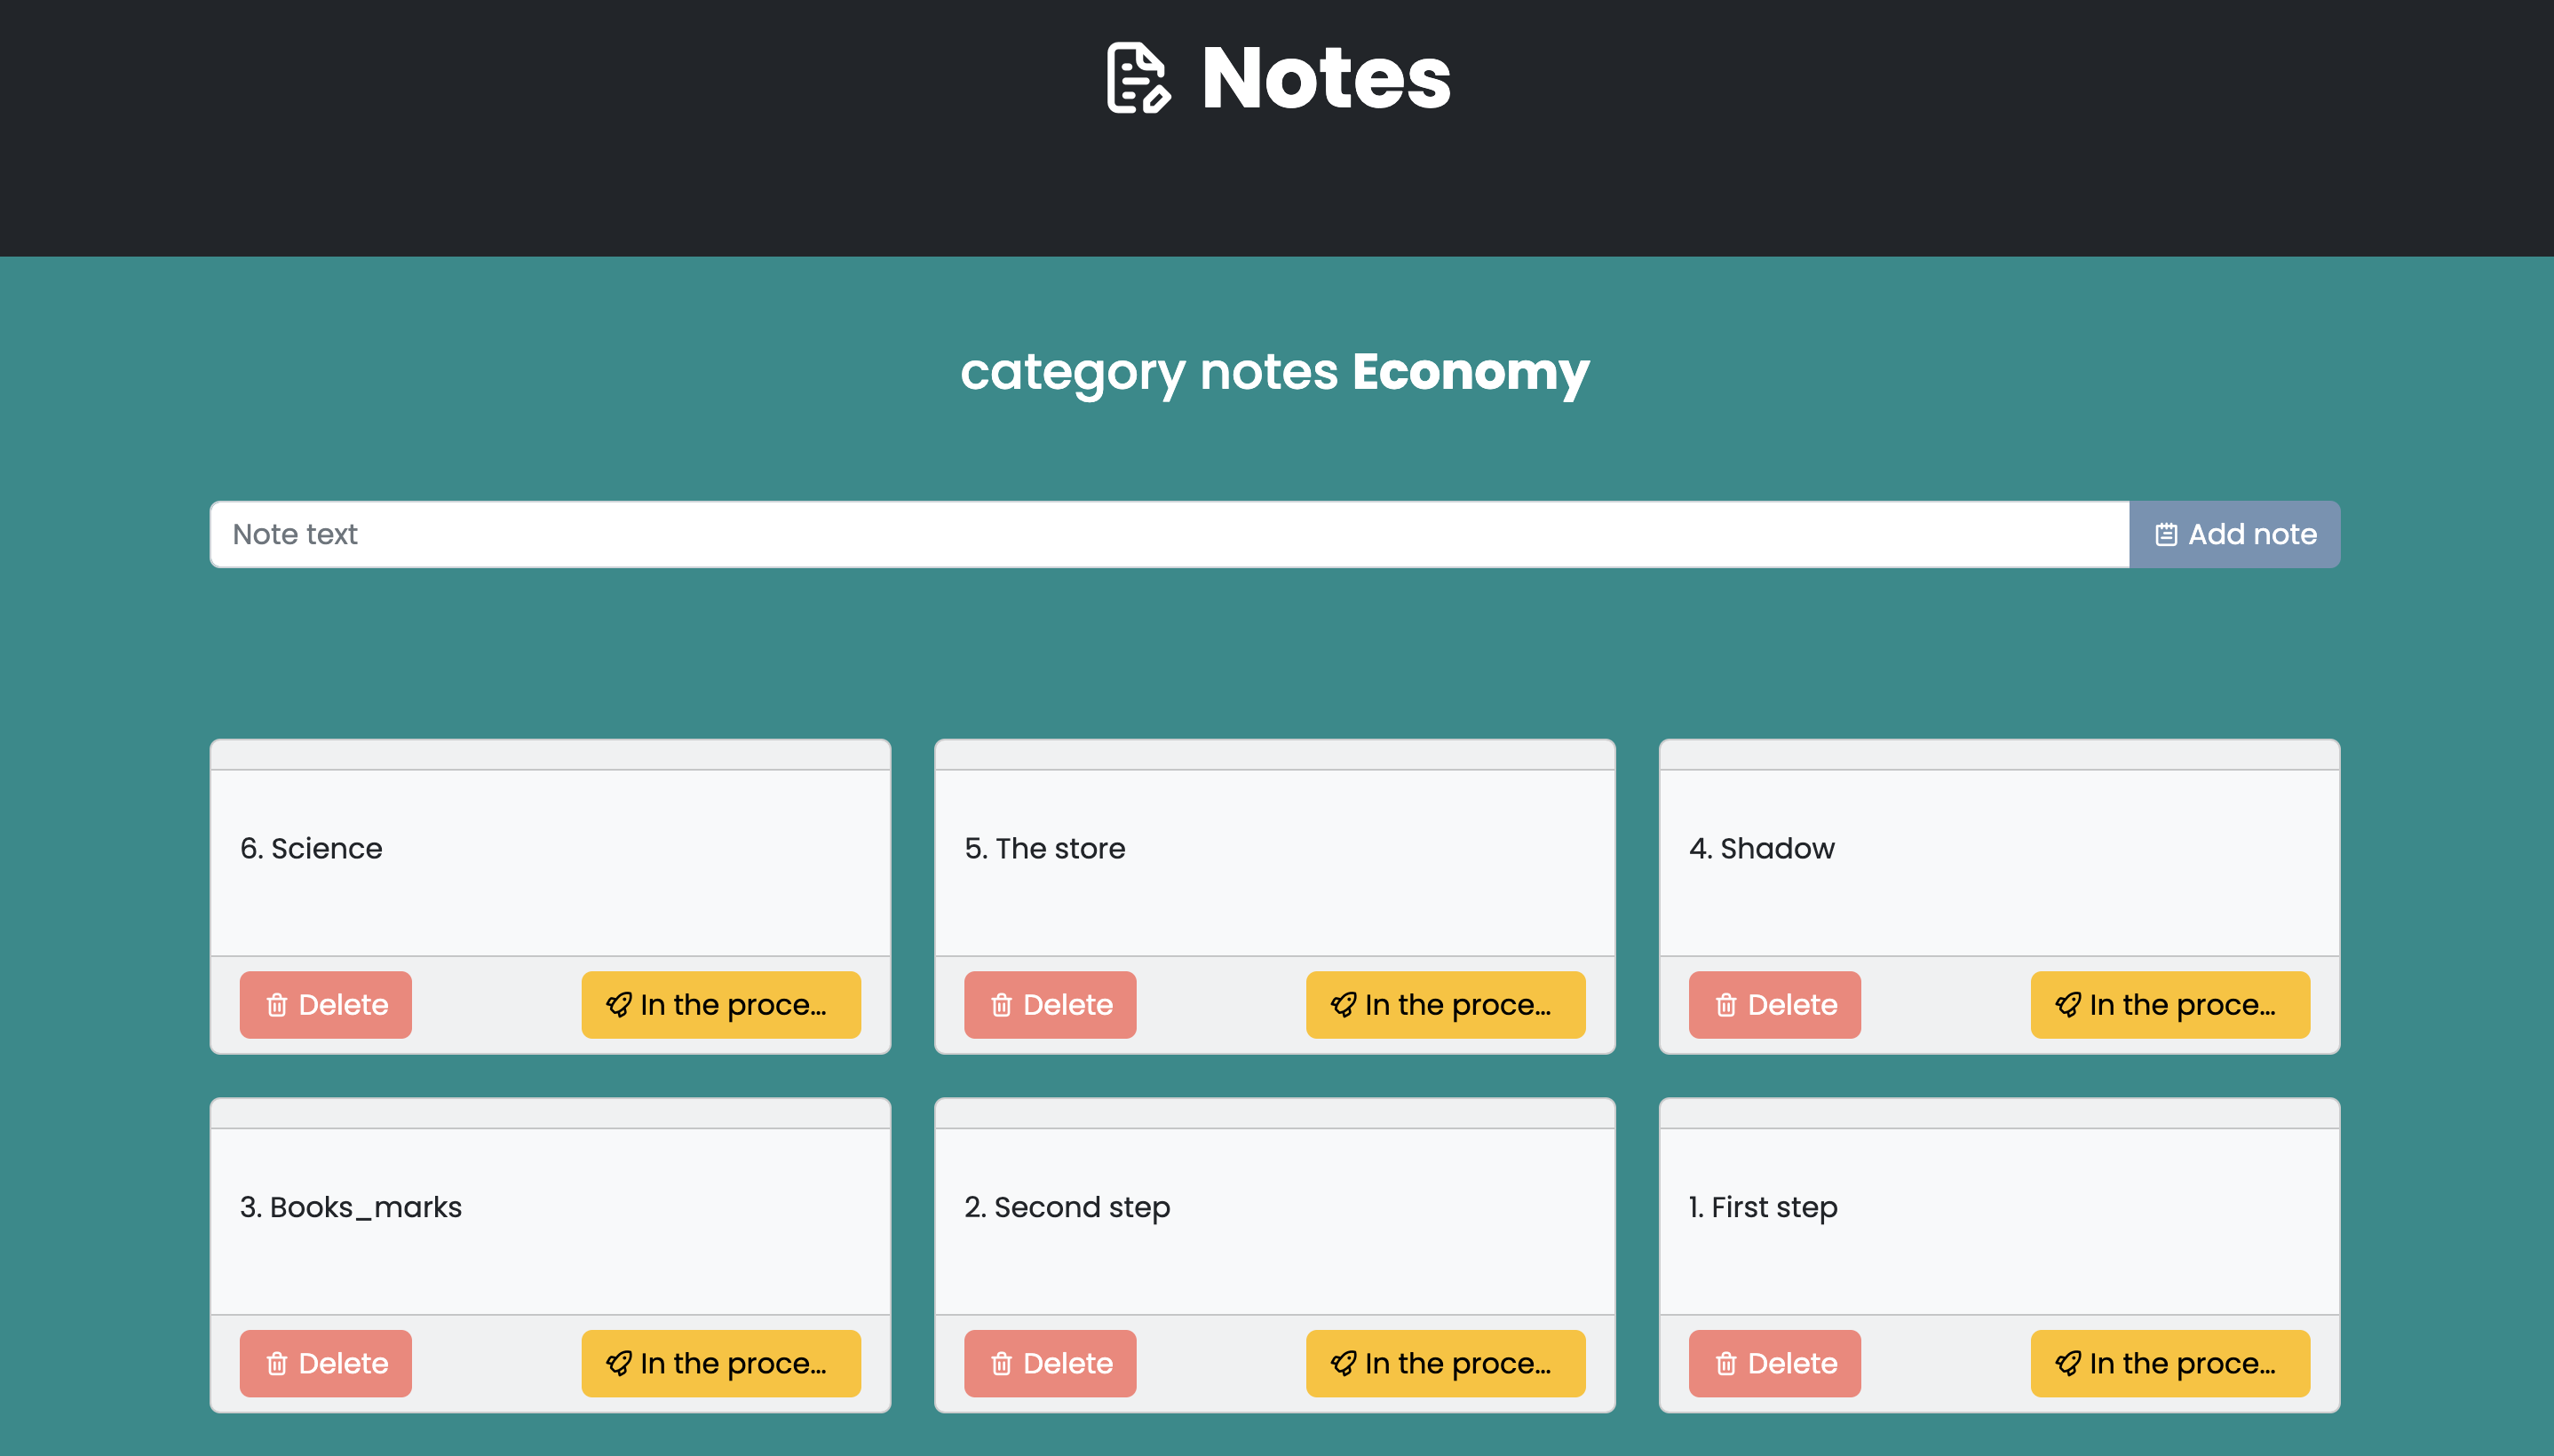 Notes
category notes Economy
Note text
Add note
6. Science
5. The store
4. Shadow
Delete
In the proce...
Delete
In the proce...
Delete
In the proce...
3. Books_marks
2. Second step
1. First step
Delete
In the proce...
Delete
In the proce...
Delete
In the proce...